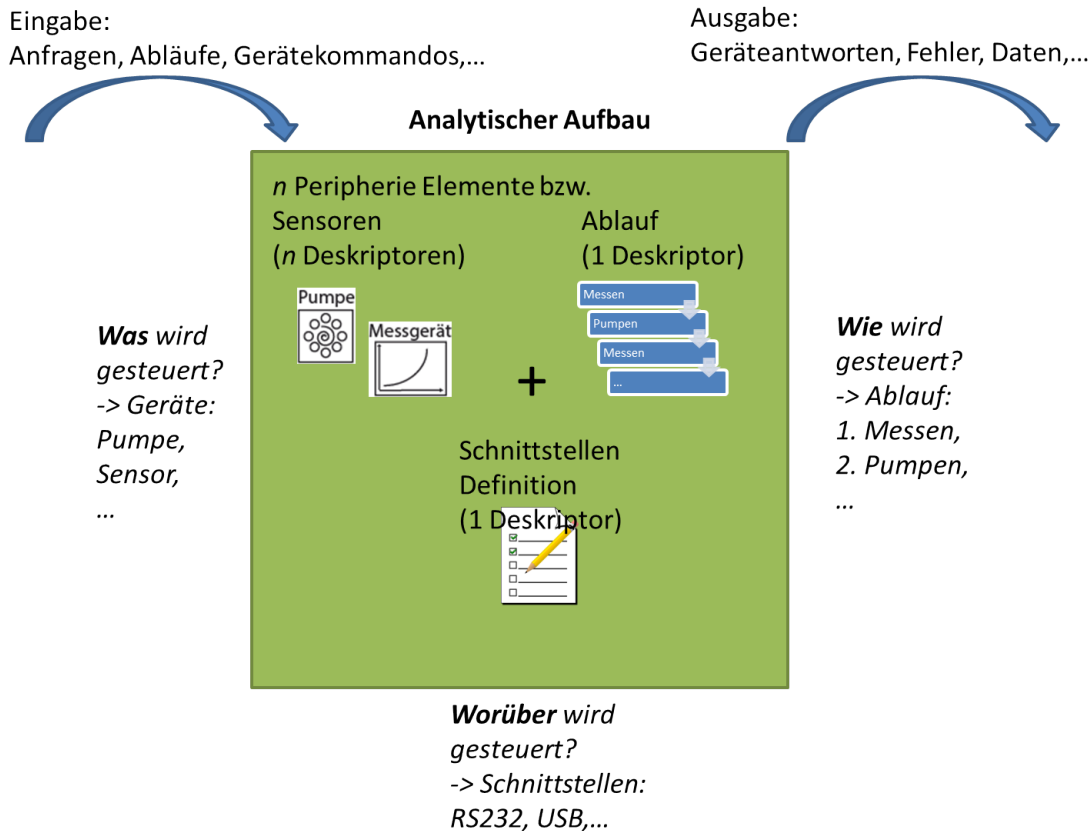 Eingabe:
Anfragen, Abläufe, Gerätekommandos,...
Ausgabe:
Geräteantworten, Fehler, Daten,...
Analytischer Aufbau
n Peripherie Elemente bzw.
Sensoren
(n Deskriptoren)
Ablauf
(1 Deskriptor)
Pumpe
Messgerät
Messen
Pumpen
Messen
...
+
Schnittstellen
Definition
(1 Deskriptor)
Was wird
gesteuert?
-> Geräte:
Pumpe,
Sensor,
...
Wie wird
gesteuert?
-> Ablauf:
1. Messen,
2. Pumpen,
...
Worüber wird
gesteuert?
-> Schnittstellen:
RS232, USB,...